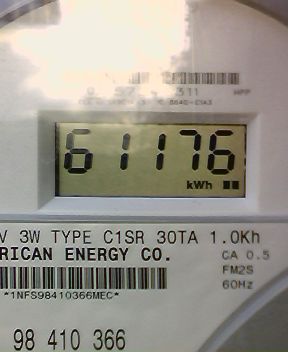 61176
kWh
V 3W TYPE C1SR 30TA 1.0Kh
RICAN ENERGY CO. CA 0.5
FM2S
*1NFS98410366MEC* 60Hz
98 410 366